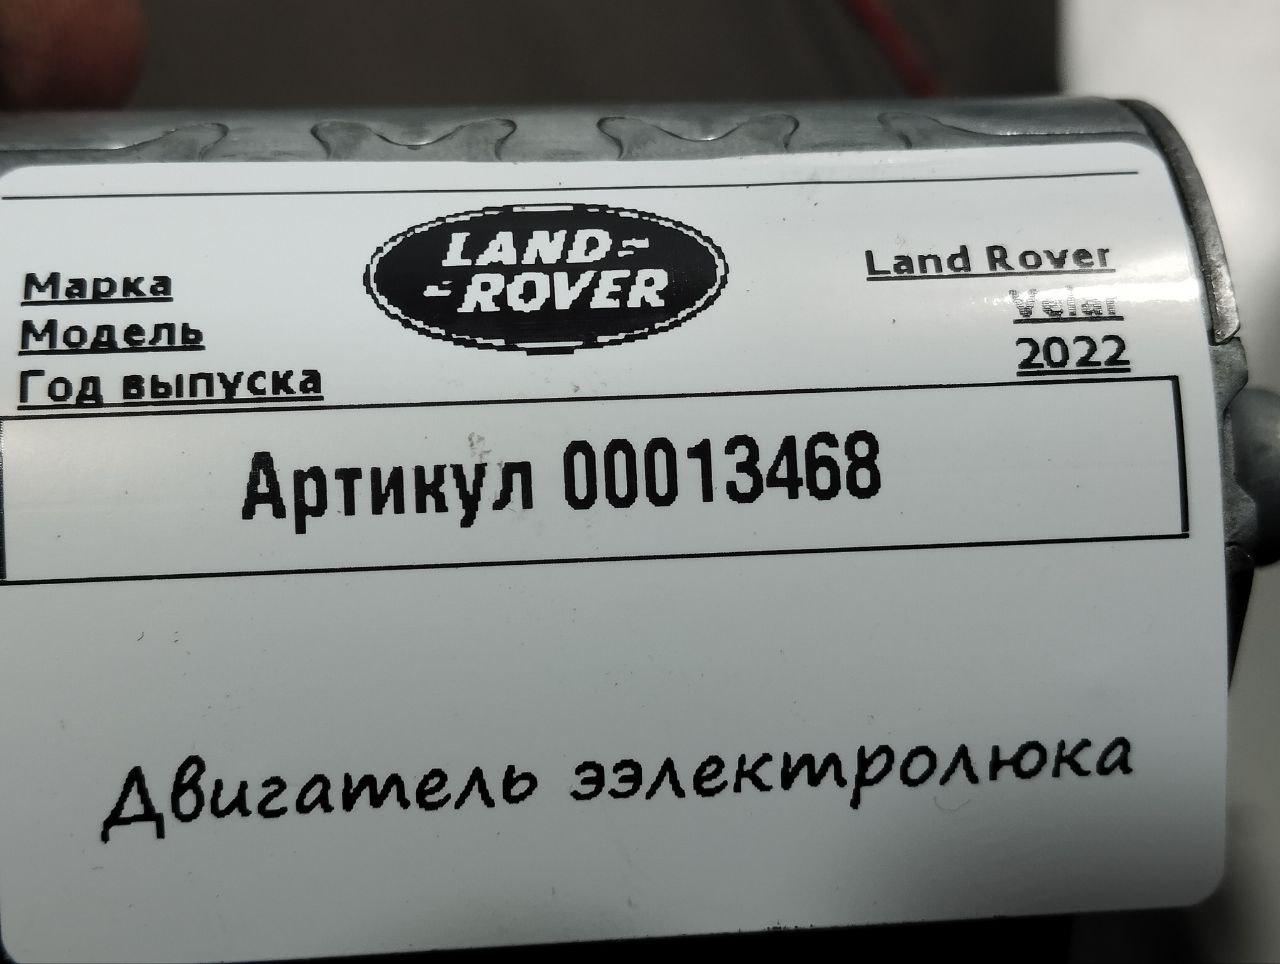 LAND
ROVER
Марка Land Rover
Модель Velar
Год выпуска 2022
Артикул 00013468
Двигатель ээлектролюка